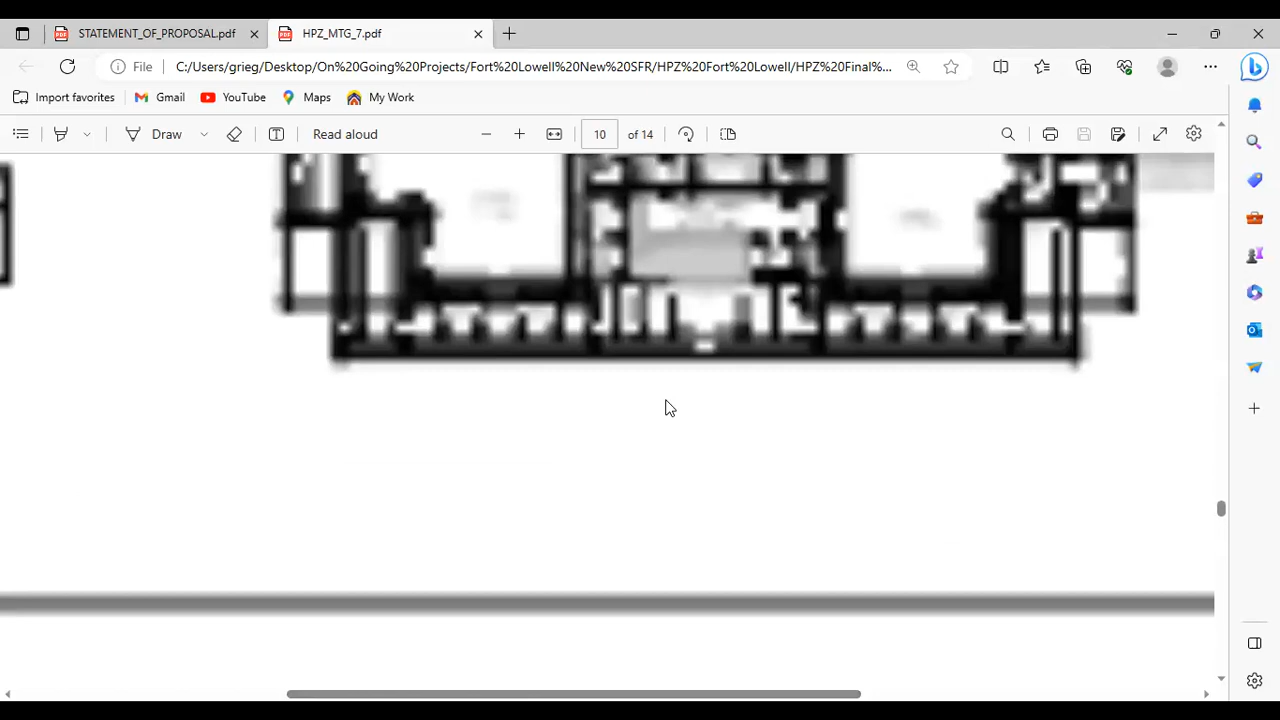 STATEMENT_OF_PROPOSAL.pdf
HPZ_MTG_7.pdf
File
C:/Users/grieg/Desktop/On%20Going%20Projects/Fort%20Lowell%20New%20SFR/HPZ%20Fort%20Lowell/HPZ%20Final%...
Import favorites
Gmail
YouTube
Maps
My Work
Draw
Read aloud
10 of 14